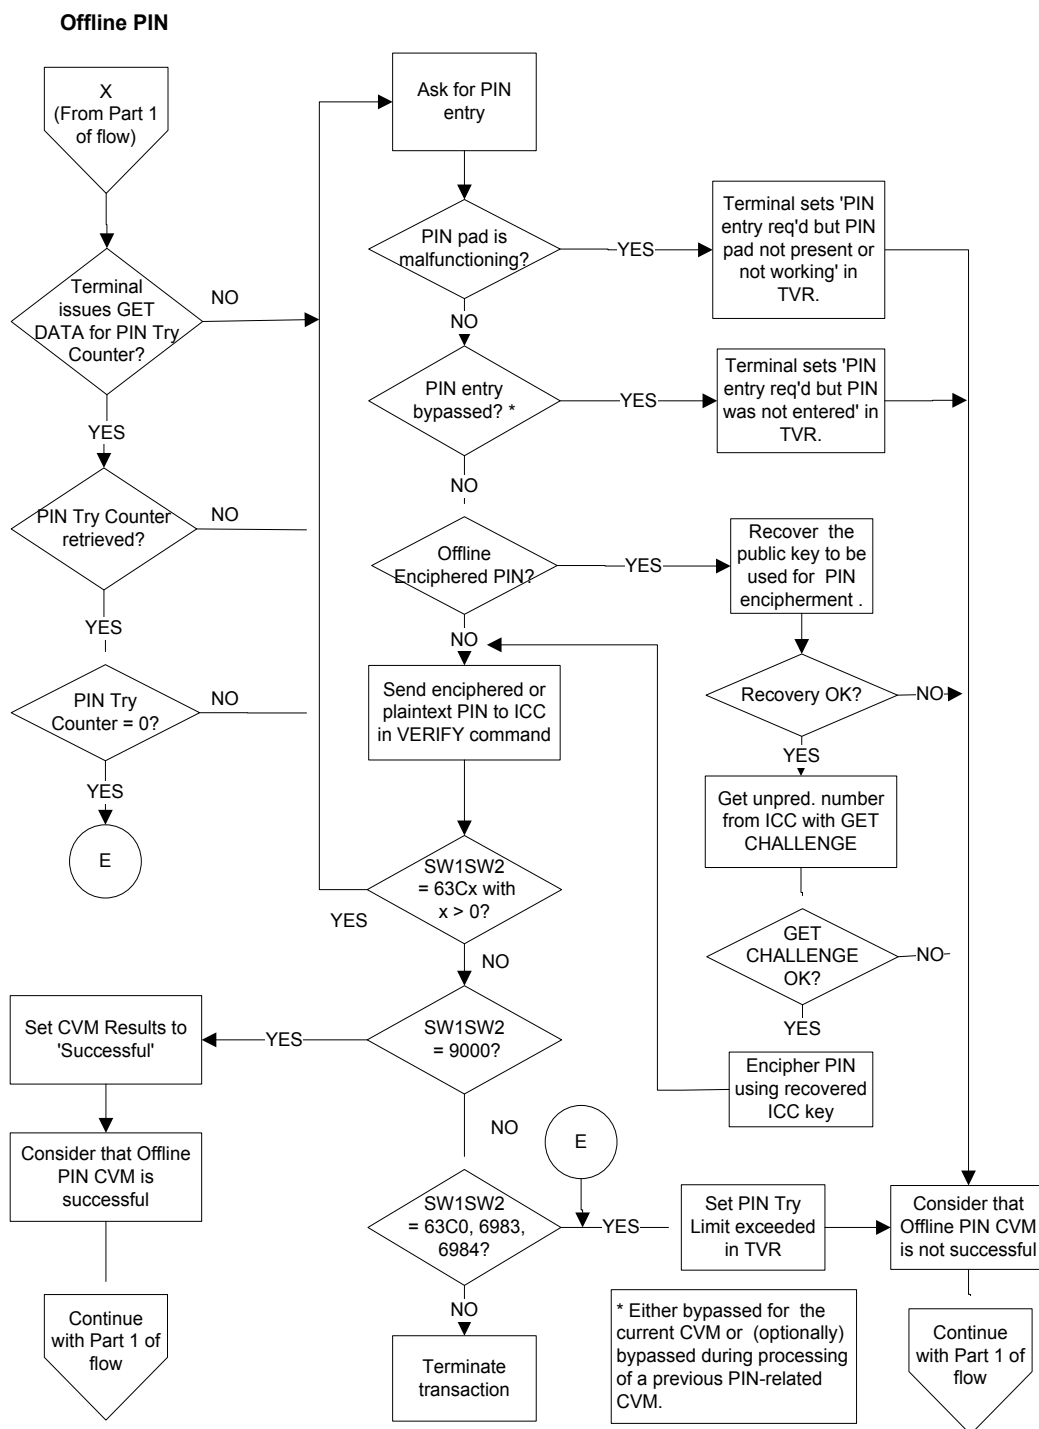 Offline PIN
X
(From Part 1
of flow)
Terminal
issues GET
DATA for PIN Try
Counter?
NO
YES
PIN Try Counter
retrieved?
NO
YES
PIN Try
Counter = 0?
NO
YES
E
Ask for PIN
entry
PIN pad is
malfunctioning?
YES
Terminal sets 'PIN
entry req'd but PIN
pad not present or
not working' in
TVR.
NO
PIN entry
bypassed? *
YES
Terminal sets 'PIN
entry req'd but PIN
was not entered' in
TVR.
NO
Offline
Enciphered PIN?
YES
Recover the
public key to be
used for PIN
encipherment .
NO
Recovery OK?
NO
YES
Get unpred. number
from ICC with GET
CHALLENGE
GET
CHALLENGE
OK?
NO
YES
Encipher PIN
using recovered
ICC key
Send enciphered or
plaintext PIN to ICC
in VERIFY command
SW1SW2
= 63Cx with
x > 0?
YES
NO
SW1SW2
= 9000?
YES
Set CVM Results to
'Successful'
Consider that Offline
PIN CVM is
successful
Continue
with Part 1 of
flow
NO
E
SW1SW2
= 63C0, 6983,
6984?
YES
Set PIN Try
Limit exceeded
in TVR
Consider that
Offline PIN CVM
is not successful
NO
Terminate
transaction
* Either bypassed for the
current CVM or (optionally)
bypassed during processing
of a previous PIN-related
CVM.
Continue
with Part 1 of
flow